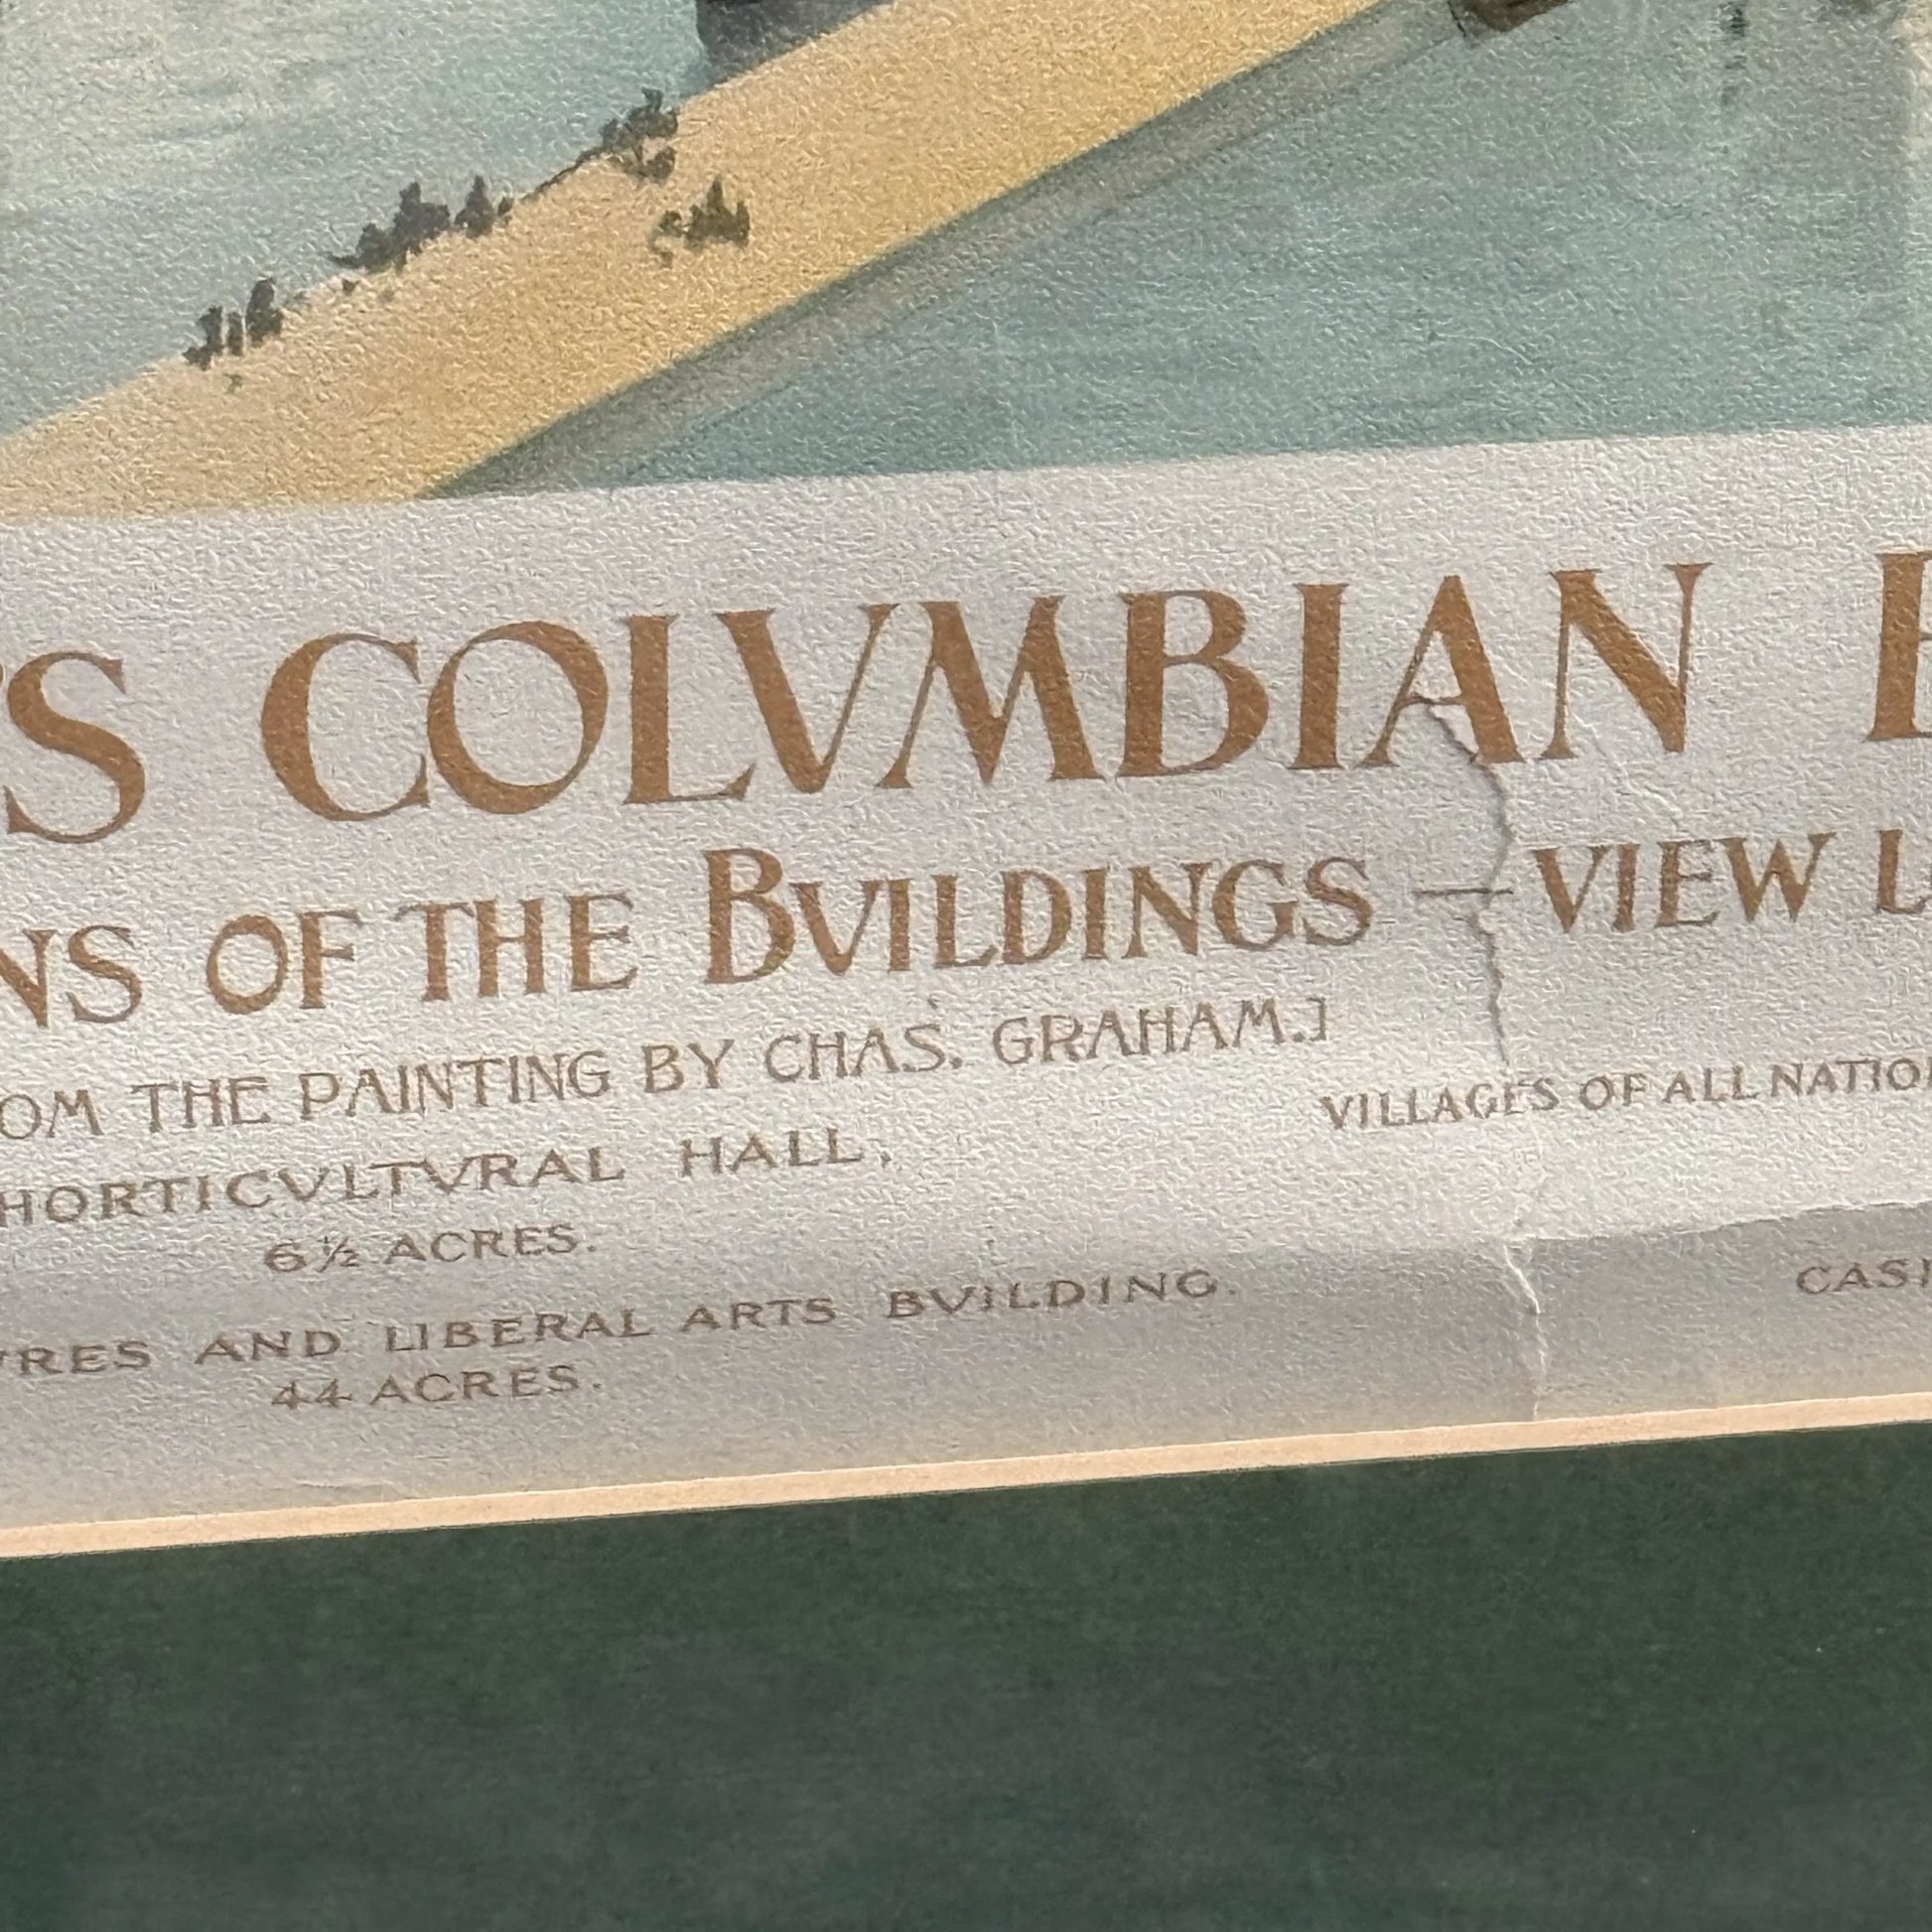 'S COLVMBIAN E
NS OF THE BVILDINGS — VIEW L
OM THE PAINTING BY CHAS. GRAHAM.]
VILLAGES OF ALL NATIO
HORTICVLTVRAL HALL,
6½ ACRES.
VRES AND LIBERAL ARTS BVILDING.
CASI
44 ACRES.